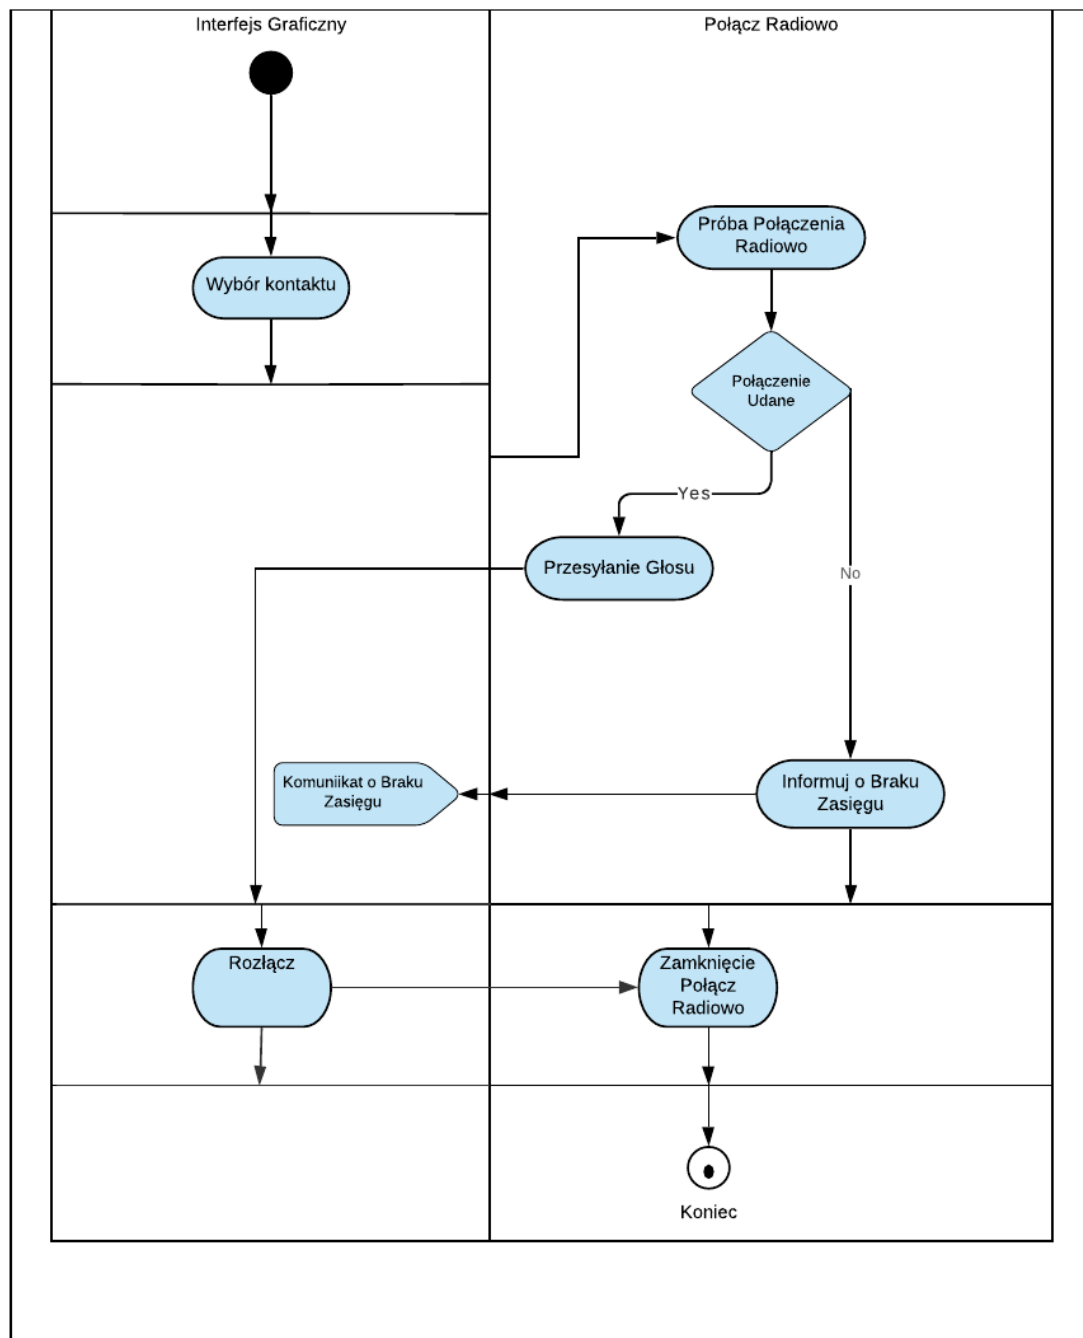 Interfejs Graficzny
Połącz Radiowo
Próba Połączenia
Radiowo
Wybór kontaktu
Połączenie
Udane
Yes
Przesyłanie Głosu
No
Komuniikat o Braku
Zasięgu
Informuj o Braku
Zasięgu
Rozłącz
Zamknięcie
Połącz
Radiowo
Koniec